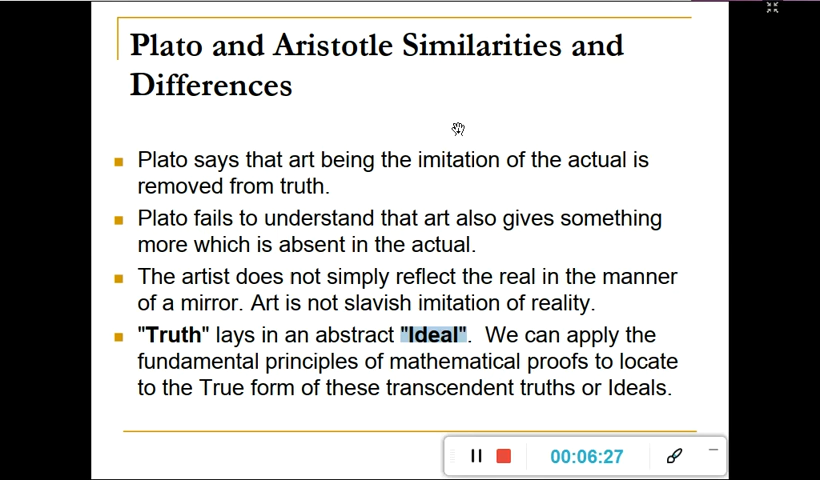 Plato and Aristotle Similarities and
Differences
Plato says that art being the imitation of the actual is
removed from truth.
Plato fails to understand that art also gives something
more which is absent in the actual.
The artist does not simply reflect the real in the manner
of a mirror. Art is not slavish imitation of reality.
"Truth" lays in an abstract "Ideal". We can apply the
fundamental principles of mathematical proofs to locate
to the True form of these transcendent truths or Ideals.
00:06:27